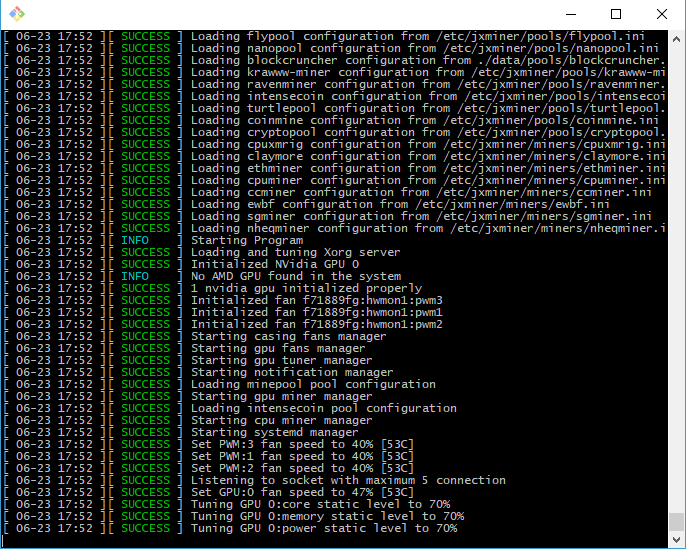 [ 06-23 17:52 ][ SUCCESS ] Loading flypool configuration from /etc/jxminer/pools/flypool.ini
[ 06-23 17:52 ][ SUCCESS ] Loading nanopool configuration from /etc/jxminer/pools/nanopool.ini
[ 06-23 17:52 ][ SUCCESS ] Loading blockcruncher configuration from ./data/pools/blockcruncher.
[ 06-23 17:52 ][ SUCCESS ] Loading krawww-miner configuration from /etc/jxminer/pools/krawww-mi
[ 06-23 17:52 ][ SUCCESS ] Loading ravenminer configuration from /etc/jxminer/pools/ravenminer.
[ 06-23 17:52 ][ SUCCESS ] Loading intensecoin configuration from /etc/jxminer/pools/intenseco
[ 06-23 17:52 ][ SUCCESS ] Loading turtlepool configuration from /etc/jxminer/pools/turtlepool.
[ 06-23 17:52 ][ SUCCESS ] Loading coinmine configuration from /etc/jxminer/pools/coinmine.ini
[ 06-23 17:52 ][ SUCCESS ] Loading cryptopool configuration from /etc/jxminer/pools/cryptopool.
[ 06-23 17:52 ][ SUCCESS ] Loading cpuxmrig configuration from /etc/jxminer/miners/cpuxmrig.ini
[ 06-23 17:52 ][ SUCCESS ] Loading claymore configuration from /etc/jxminer/miners/claymore.ini
[ 06-23 17:52 ][ SUCCESS ] Loading ethminer configuration from /etc/jxminer/miners/ethminer.ini
[ 06-23 17:52 ][ SUCCESS ] Loading cpuminer configuration from /etc/jxminer/miners/cpuminer.ini
[ 06-23 17:52 ][ SUCCESS ] Loading ccminer configuration from /etc/jxminer/miners/ccminer.ini
[ 06-23 17:52 ][ SUCCESS ] Loading ewbf configuration from /etc/jxminer/miners/ewbf.ini
[ 06-23 17:52 ][ SUCCESS ] Loading sgminer configuration from /etc/jxminer/miners/sgminer.ini
[ 06-23 17:52 ][ SUCCESS ] Loading nheqminer configuration from /etc/jxminer/miners/nheqminer.i
[ 06-23 17:52 ][ INFO ] Starting Program
[ 06-23 17:52 ][ SUCCESS ] Loading and tuning Xorg server
[ 06-23 17:52 ][ SUCCESS ] Initialized NVidia GPU 0
[ 06-23 17:52 ][ INFO ] No AMD GPU found in the system
[ 06-23 17:52 ][ SUCCESS ] 1 nvidia gpu initialized properly
[ 06-23 17:52 ][ SUCCESS ] Initialized fan f71889fg:hwmon1:pwm3
[ 06-23 17:52 ][ SUCCESS ] Initialized fan f71889fg:hwmon1:pwm1
[ 06-23 17:52 ][ SUCCESS ] Initialized fan f71889fg:hwmon1:pwm2
[ 06-23 17:52 ][ SUCCESS ] Starting casing fans manager
[ 06-23 17:52 ][ SUCCESS ] Starting gpu fans manager
[ 06-23 17:52 ][ SUCCESS ] Starting gpu tuner manager
[ 06-23 17:52 ][ SUCCESS ] Starting notification manager
[ 06-23 17:52 ][ SUCCESS ] Loading minepool pool configuration
[ 06-23 17:52 ][ SUCCESS ] Starting gpu miner manager
[ 06-23 17:52 ][ SUCCESS ] Loading intensecoin pool configuration
[ 06-23 17:52 ][ SUCCESS ] Starting cpu miner manager
[ 06-23 17:52 ][ SUCCESS ] Starting systemd manager
[ 06-23 17:52 ][ SUCCESS ] Set PWM:3 fan speed to 40% [53C]
[ 06-23 17:52 ][ SUCCESS ] Set PWM:1 fan speed to 40% [53C]
[ 06-23 17:52 ][ SUCCESS ] Set PWM:2 fan speed to 40% [53C]
[ 06-23 17:52 ][ SUCCESS ] Listening to socket with maximum 5 connection
[ 06-23 17:52 ][ SUCCESS ] Set GPU:0 fan speed to 47% [53C]
[ 06-23 17:52 ][ SUCCESS ] Tuning GPU 0:core static level to 70%
[ 06-23 17:52 ][ SUCCESS ] Tuning GPU 0:memory static level to 70%
[ 06-23 17:52 ][ SUCCESS ] Tuning GPU 0:power static level to 70%